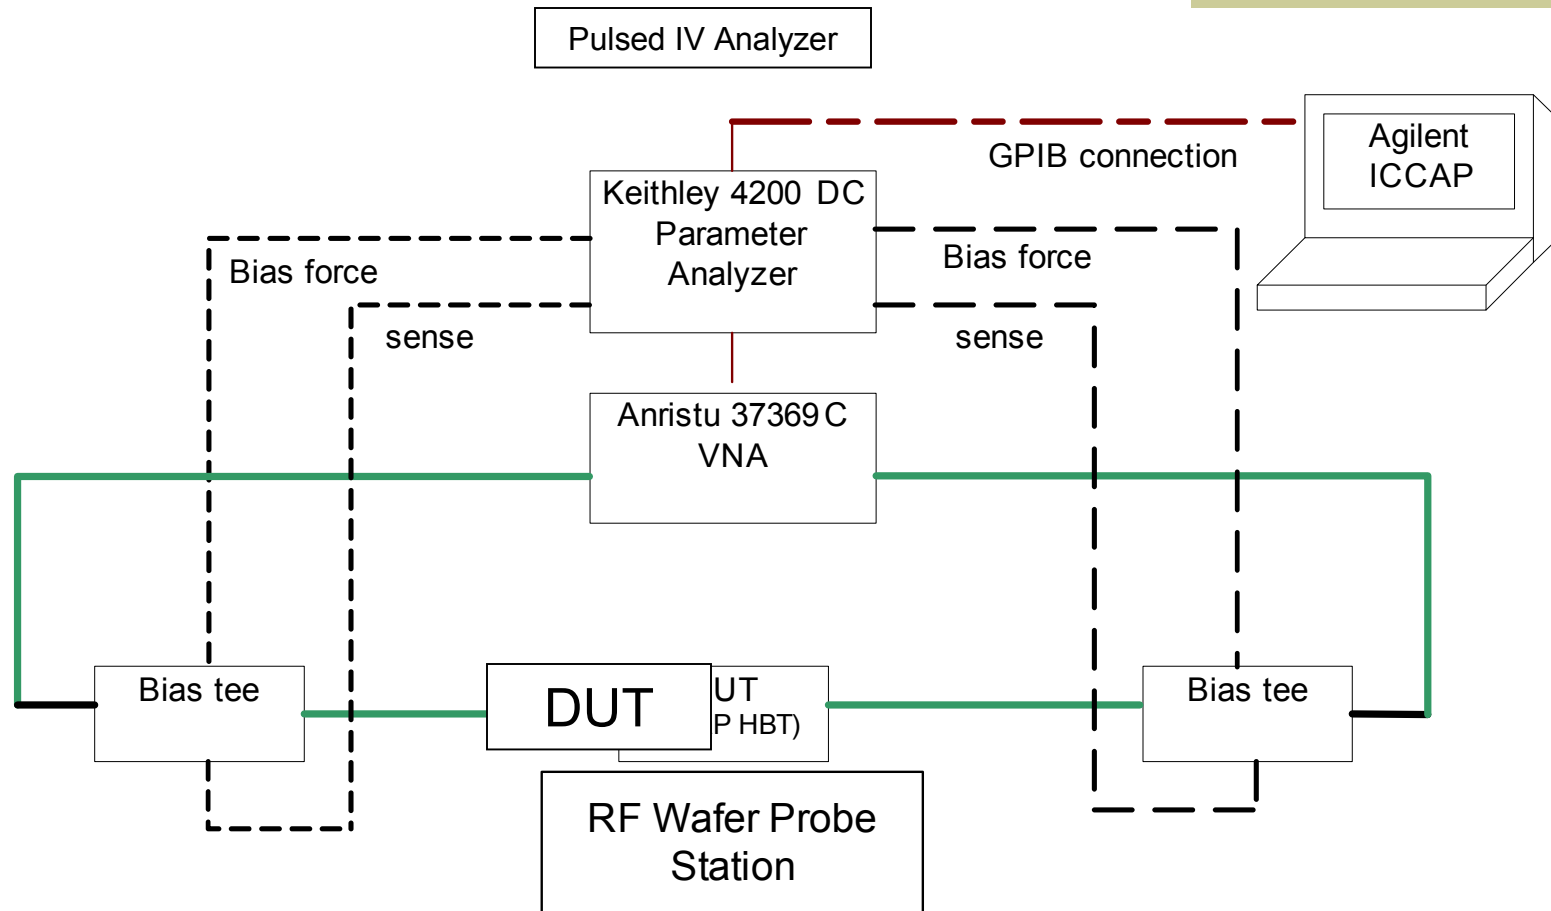 Pulsed IV Analyzer
Agilent
ICCAP
GPIB connection
Keithley 4200 DC
Parameter
Analyzer
Bias force
Bias force
sense
sense
Anristu 37369C
VNA
Bias tee
DUT
UT
P HBT)
Bias tee
RF Wafer Probe
Station